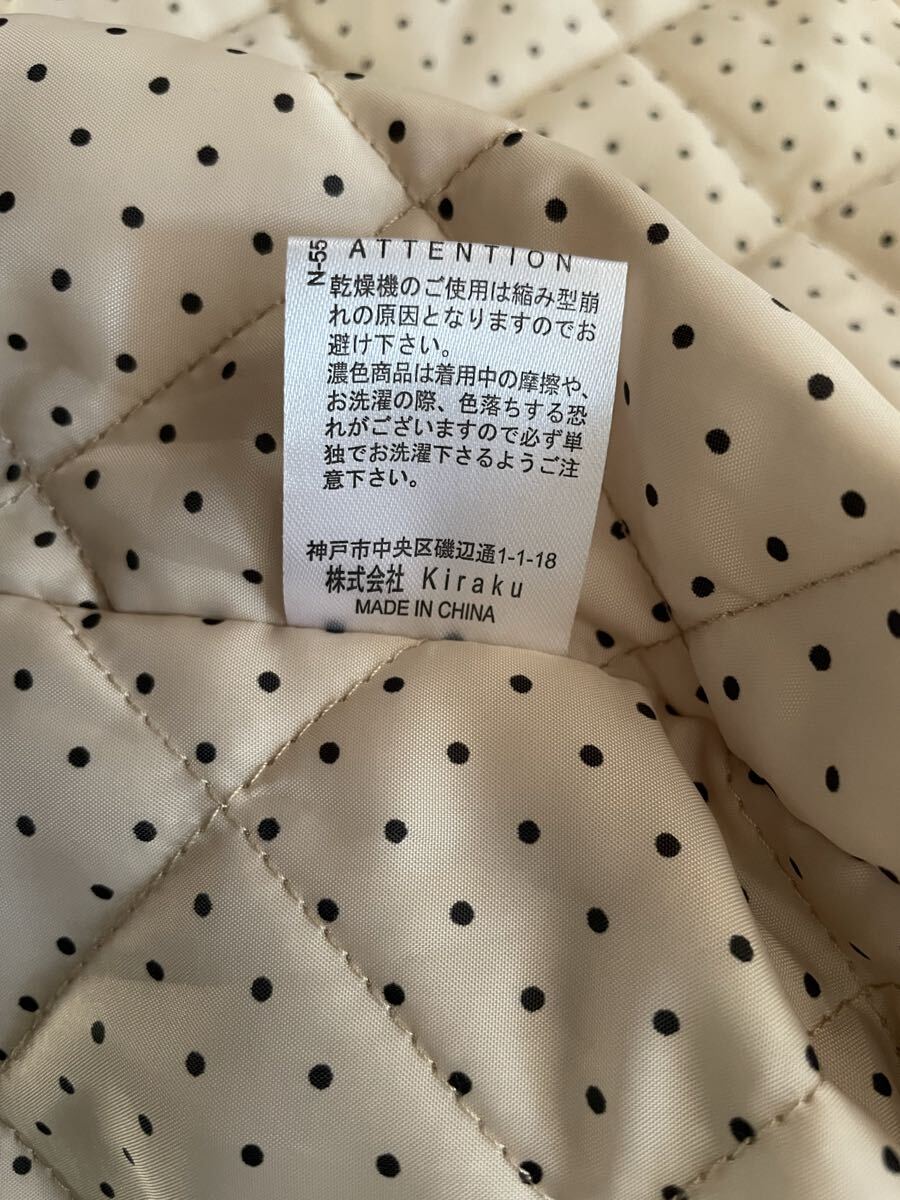 N-55
ATTENTION
乾燥機のご使用は縮み型崩
れの原因となりますのでお
避け下さい。
濃色商品は着用中の摩擦や、
お洗濯の際、色落ちする恐
れがございますので必ず単
独でお洗濯下さるようご注
意下さい。
神戸市中央区磯辺通1-1-18
株式会社 Kiraku
MADE IN CHINA